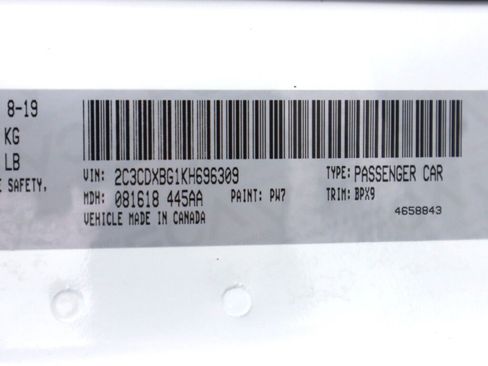 8-19
KG
LB
E SAFETY,
VIN: 2C3CDXBG1KH696309 TYPE: PASSENGER CAR
MDH: 081618 445AA PAINT: PW7 TRIM: BPX9
VEHICLE MADE IN CANADA 4658843